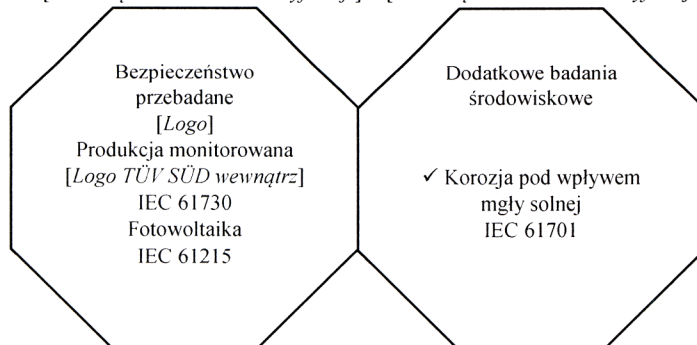 Bezpieczeństwo
przebadane
[Logo]
Produkcja monitorowana
[Logo TÜV SÜD wewnątrz]
IEC 61730
Fotowoltaika
IEC 61215
Dodatkowe badania
środowiskowe
✓ Korozja pod wpływem
mgły solnej
IEC 61701